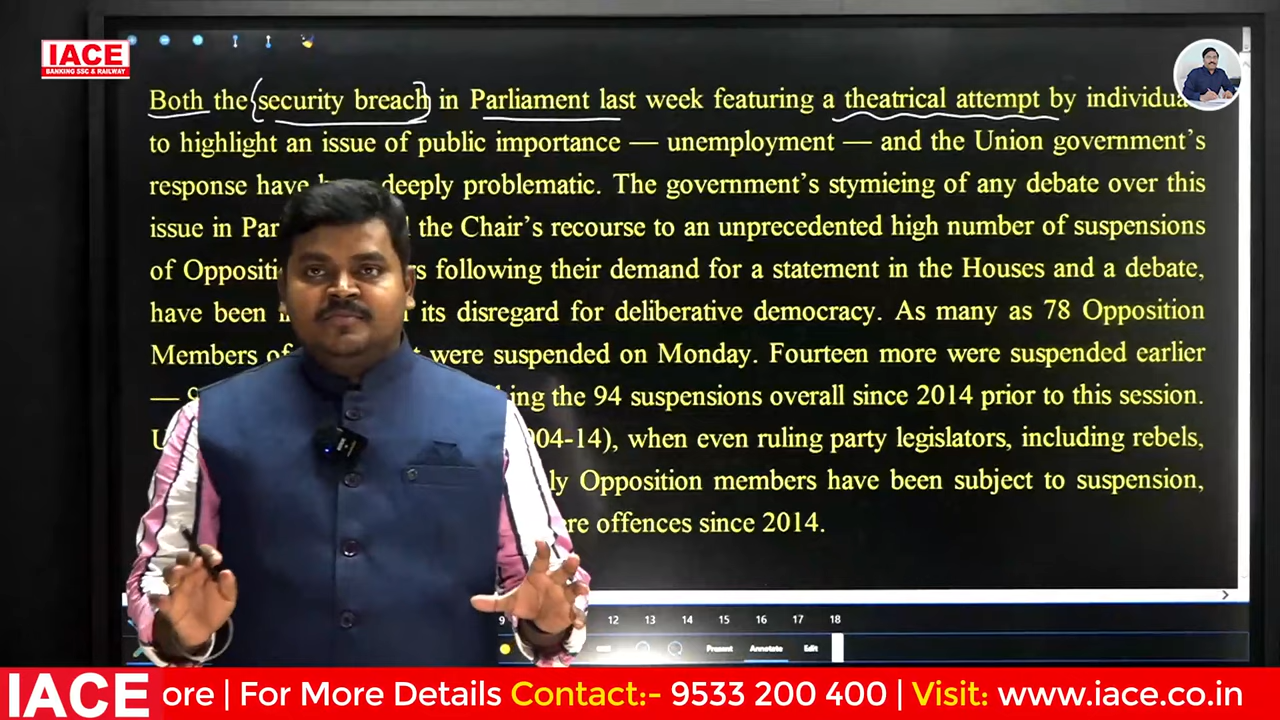 IACE
BANKING SSC & RAILWAY
Both the security breach in Parliament last week featuring a theatrical attempt by
to highlight an issue of public importance — unemployment — and the Union government's
response have deeply problematic. The government's stymieing of any debate over this
issue in the Chair's recourse to an unprecedented high number of suspensions
of following their demand for a statement in the Houses and a debate,
have been its disregard for deliberative democracy. As many as 78 Opposition
Members were suspended on Monday. Fourteen more were suspended earlier
— the 94 suspensions overall since 2014 prior to this session.
when even ruling party legislators, including rebels,
Opposition members have been subject to suspension,
offences since 2014.
12 13 14 15 16 17 18
Present Annotate Edit
IACE ore | For More Details Contact:- 9533 200 400 | Visit: www.iace.co.in